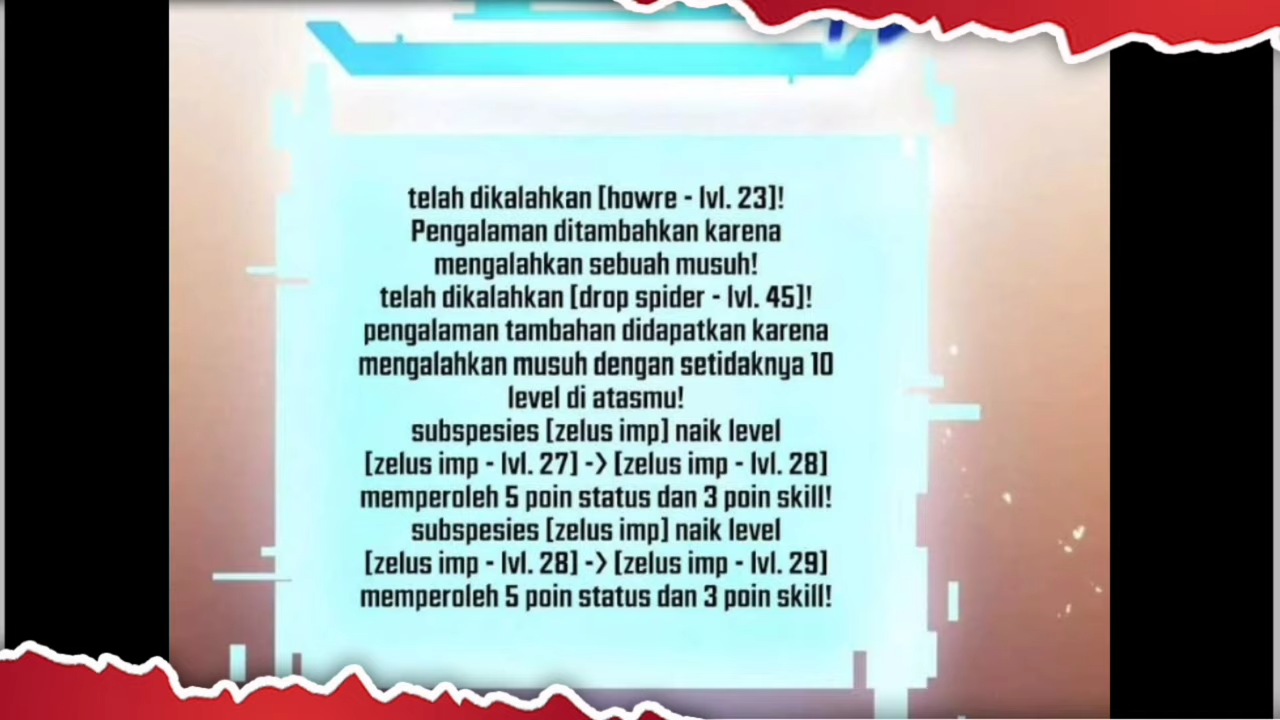 telah dikalahkan [howre - lvl. 23]!
Pengalaman ditambahkan karena
mengalahkan sebuah musuh!
telah dikalahkan [drop spider - lvl. 45]!
pengalaman tambahan didapatkan karena
mengalahkan musuh dengan setidaknya 10
level di atasmu!
subspesies [zelus imp] naik level
[zelus imp - lvl. 27] -> [zelus imp - lvl. 28]
memperoleh 5 poin status dan 3 poin skill!
subspesies [zelus imp] naik level
[zelus imp - lvl. 28] -> [zelus imp - lvl. 29]
memperoleh 5 poin status dan 3 poin skill!